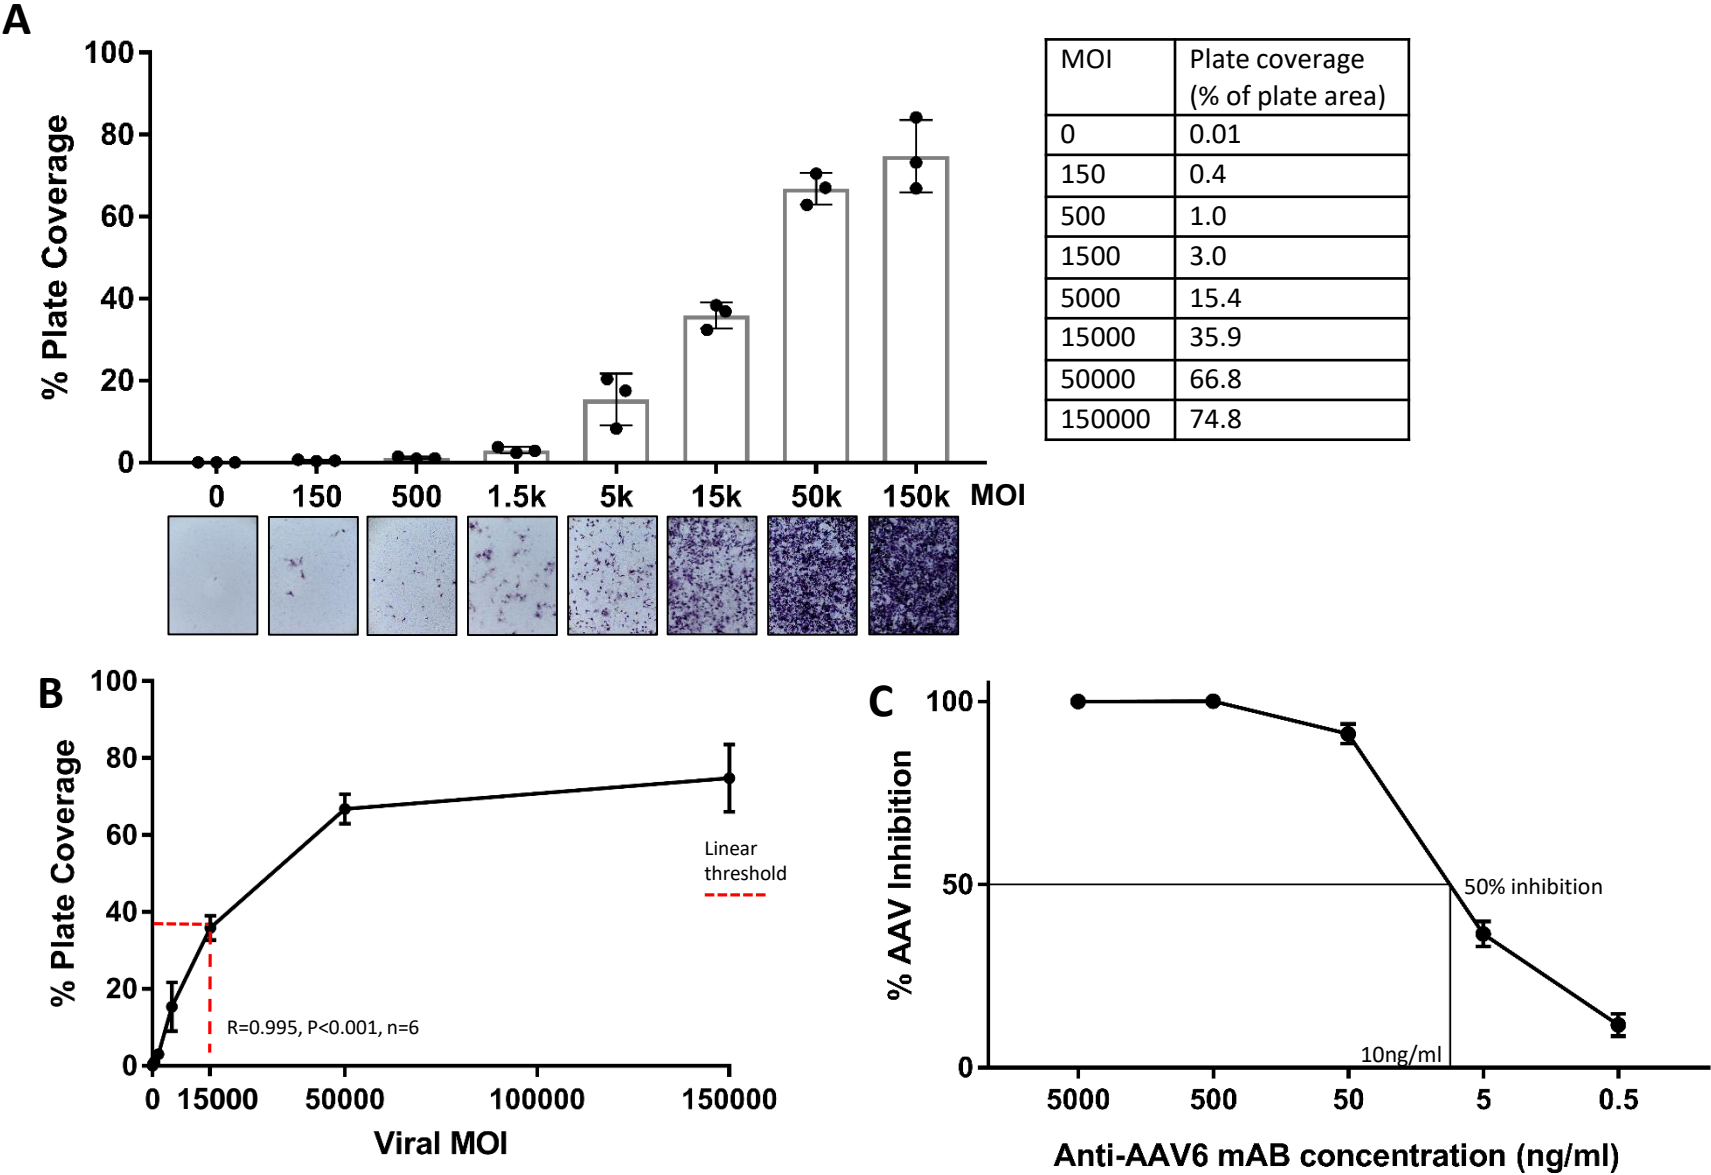 A
100
80
60
40
20
0
% Plate Coverage
0 150 500 1.5k 5k 15k 50k 150k MOI
MOI Plate coverage
(% of plate area)
0 0.01
150 0.4
500 1.0
1500 3.0
5000 15.4
15000 35.9
50000 66.8
150000 74.8
B
100
80
60
40
20
0
% Plate Coverage
Linear
threshold
R=0.995, P<0.001, n=6
0 15000 50000 100000 150000
Viral MOI
C
100
50
0
% AAV Inhibition
50% inhibition
10ng/ml
5000 500 50 5 0.5
Anti-AAV6 mAB concentration (ng/ml)